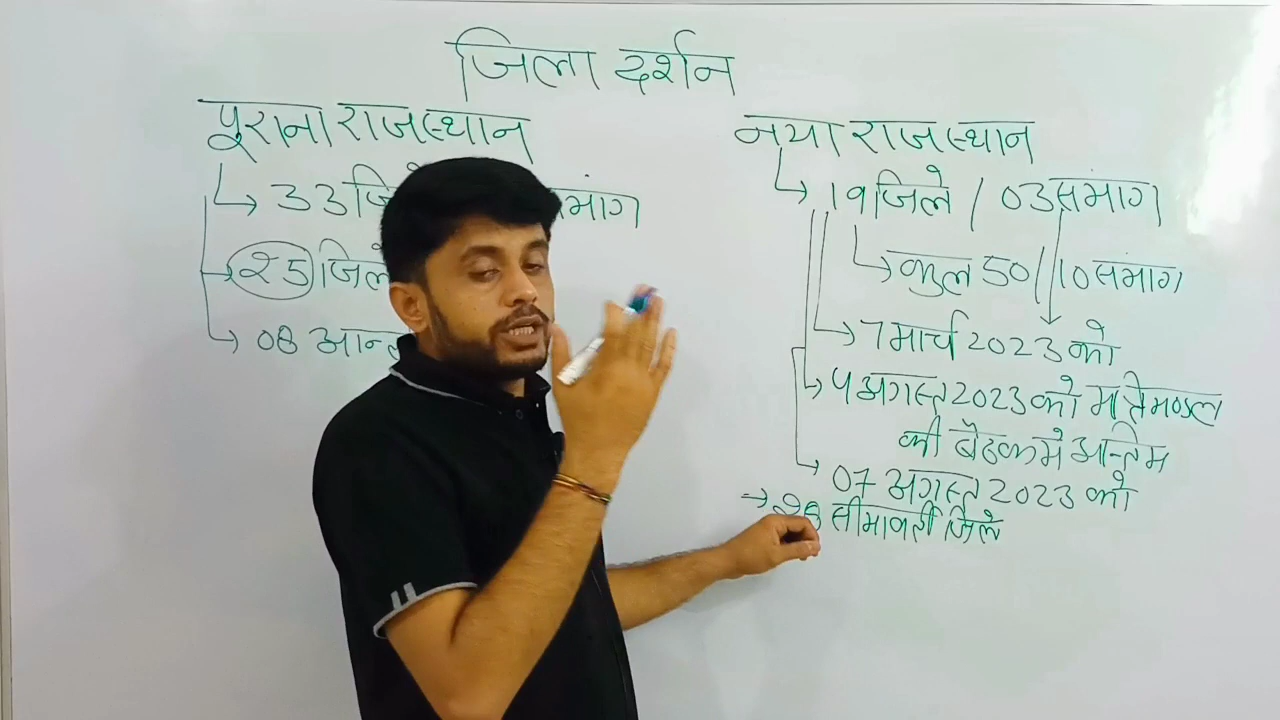 जिला दर्शन
पूराना राजस्थान
33 संभाग
25 जिले
08
नया राजस्थान
19 जिले / 03 संभाग
कुल 50 // 10 संभाग
7 मार्च 2023 को
4 अगस्त 2023 को मंत्रिमण्डल
की बैठक मे अन्तिम
07 अगस्त 2023 को
सीमावर्ती जिले